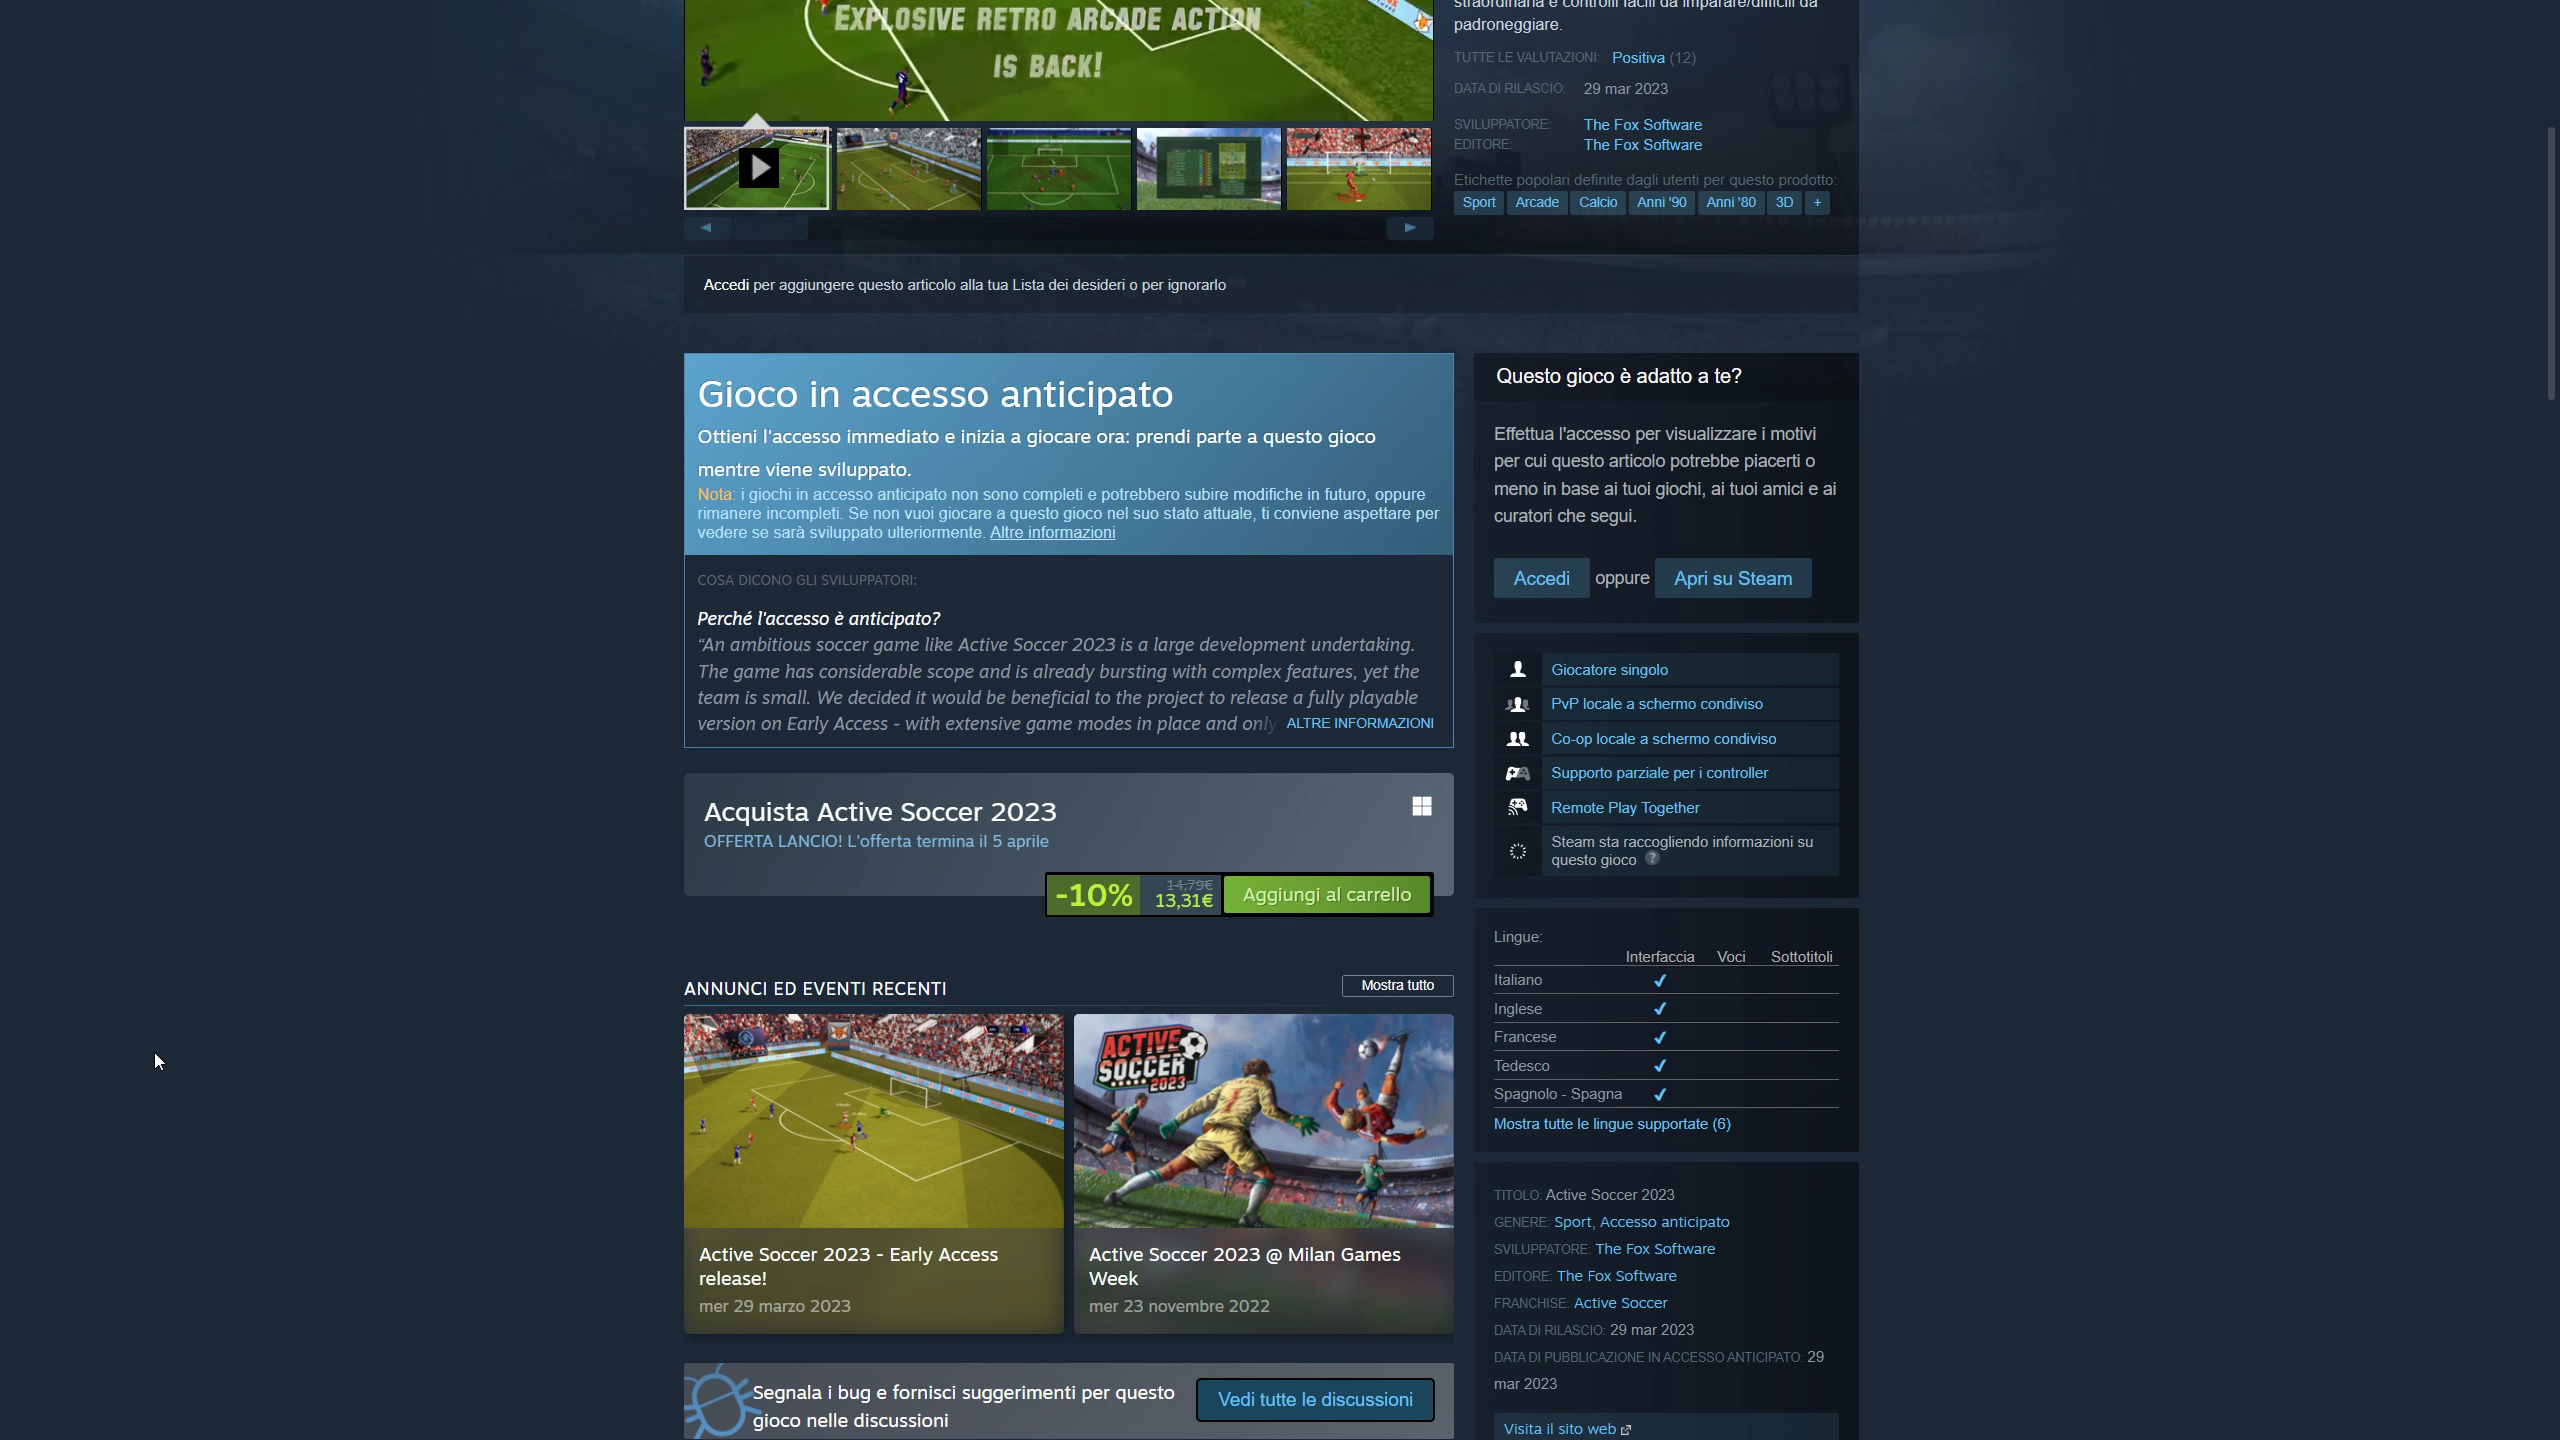 EXPLOSIVE RETRO ARCADE ACTION
IS BACK!
straordinaria e controlli facili da imparare/difficili da
padroneggiare.
TUTTE LE VALUTAZIONI: Positiva (12)
DATA DI RILASCIO: 29 mar 2023
SVILUPPATORE: The Fox Software
EDITORE: The Fox Software
Etichette popolari definite dagli utenti per questo prodotto:
Sport Arcade Calcio Anni '90 Anni '80 3D +
Accedi per aggiungere questo articolo alla tua Lista dei desideri o per ignorarlo
Gioco in accesso anticipato
Ottieni l'accesso immediato e inizia a giocare ora: prendi parte a questo gioco
mentre viene sviluppato.
Nota: i giochi in accesso anticipato non sono completi e potrebbero subire modifiche in futuro, oppure
rimanere incompleti. Se non vuoi giocare a questo gioco nel suo stato attuale, ti conviene aspettare per
vedere se sarà sviluppato ulteriormente. Altre informazioni
COSA DICONO GLI SVILUPPATORI:
Perché l'accesso è anticipato?
“An ambitious soccer game like Active Soccer 2023 is a large development undertaking.
The game has considerable scope and is already bursting with complex features, yet the
team is small. We decided it would be beneficial to the project to release a fully playable
version on Early Access - with extensive game modes in place and only ALTRE INFORMAZIONI
Acquista Active Soccer 2023
OFFERTA LANCIO! L'offerta termina il 5 aprile
-10% 14,79€ 13,31€ Aggiungi al carrello
ANNUNCI ED EVENTI RECENTI Mostra tutto
ACTIVE
SOCCER
2023
Active Soccer 2023 - Early Access
release!
mer 29 marzo 2023
Active Soccer 2023 @ Milan Games
Week
mer 23 novembre 2022
Segnala i bug e fornisci suggerimenti per questo
gioco nelle discussioni
Vedi tutte le discussioni
Questo gioco è adatto a te?
Effettua l'accesso per visualizzare i motivi
per cui questo articolo potrebbe piacerti o
meno in base ai tuoi giochi, ai tuoi amici e ai
curatori che segui.
Accedi oppure Apri su Steam
Giocatore singolo
PvP locale a schermo condiviso
Co-op locale a schermo condiviso
Supporto parziale per i controller
Remote Play Together
Steam sta raccogliendo informazioni su
questo gioco ?
Lingue:
Interfaccia Voci Sottotitoli
Italiano ✔
Inglese ✔
Francese ✔
Tedesco ✔
Spagnolo - Spagna ✔
Mostra tutte le lingue supportate (6)
TITOLO: Active Soccer 2023
GENERE: Sport, Accesso anticipato
SVILUPPATORE: The Fox Software
EDITORE: The Fox Software
FRANCHISE: Active Soccer
DATA DI RILASCIO: 29 mar 2023
DATA DI PUBBLICAZIONE IN ACCESSO ANTICIPATO: 29
mar 2023
Visita il sito web